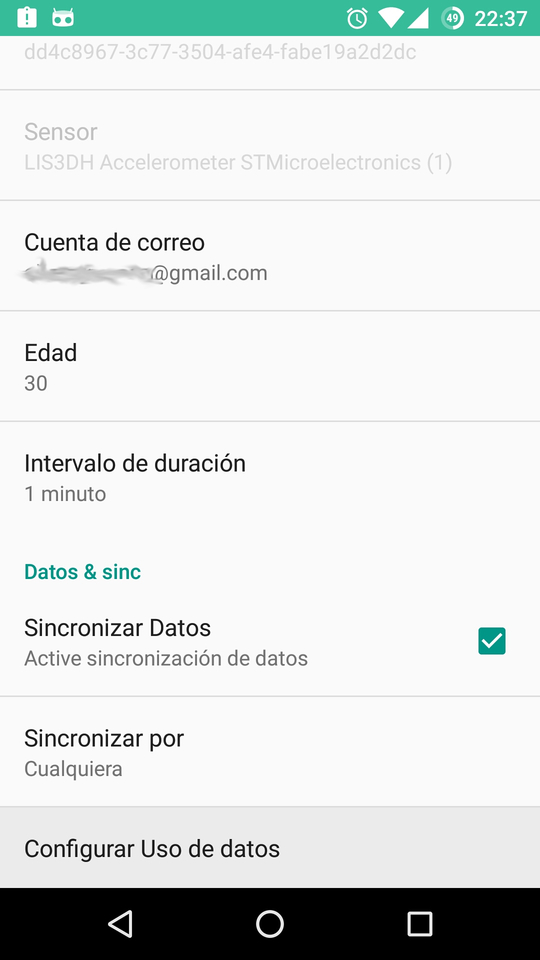 49 22:37
dd4c8967-3c77-3504-afe4-fabe19a2d2dc
Sensor
LIS3DH Accelerometer STMicroelectronics (1)
Cuenta de correo
@gmail.com
Edad
30
Intervalo de duración
1 minuto
Datos & sinc
Sincronizar Datos
Active sincronización de datos
Sincronizar por
Cualquiera
Configurar Uso de datos